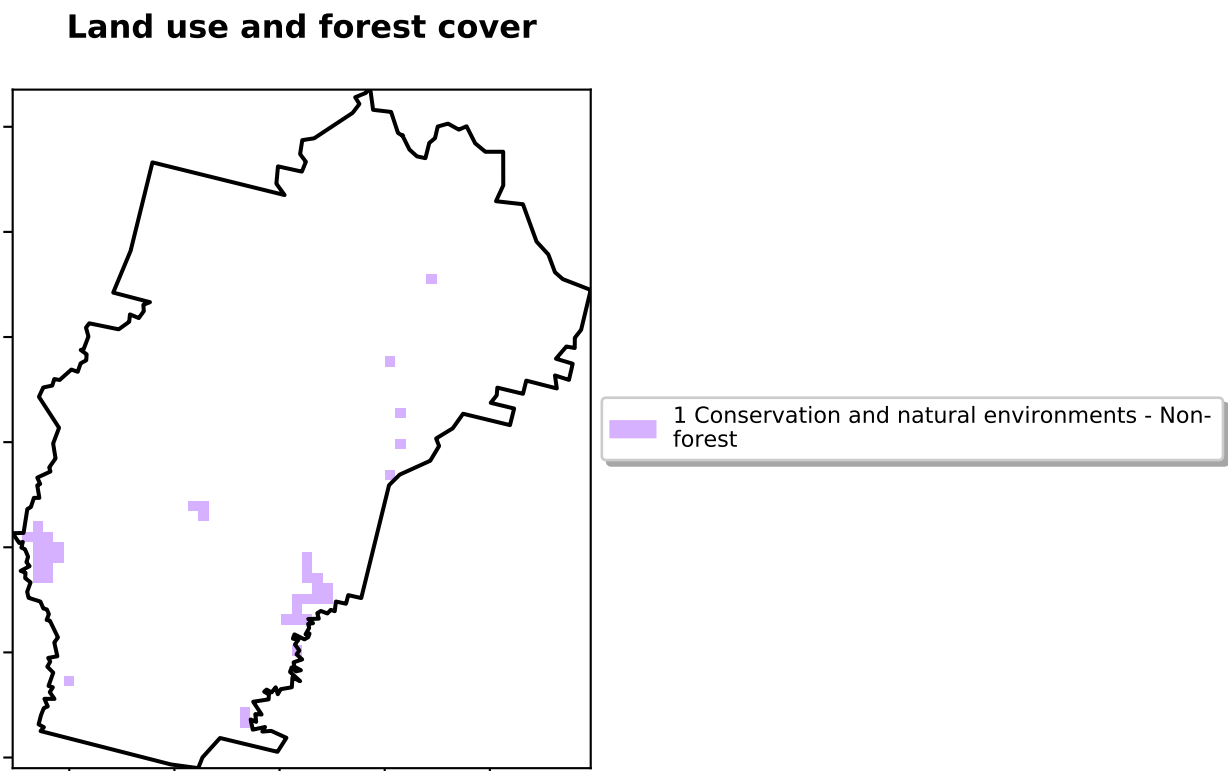 Land use and forest cover
1 Conservation and natural environments - Non-
forest